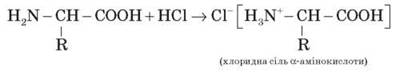 H₂N – CH – COOH + HCl → Cl⁻ [ H₃N⁺ – CH – COOH ]
R R
(хлоридна сіль α-амінокислоти)